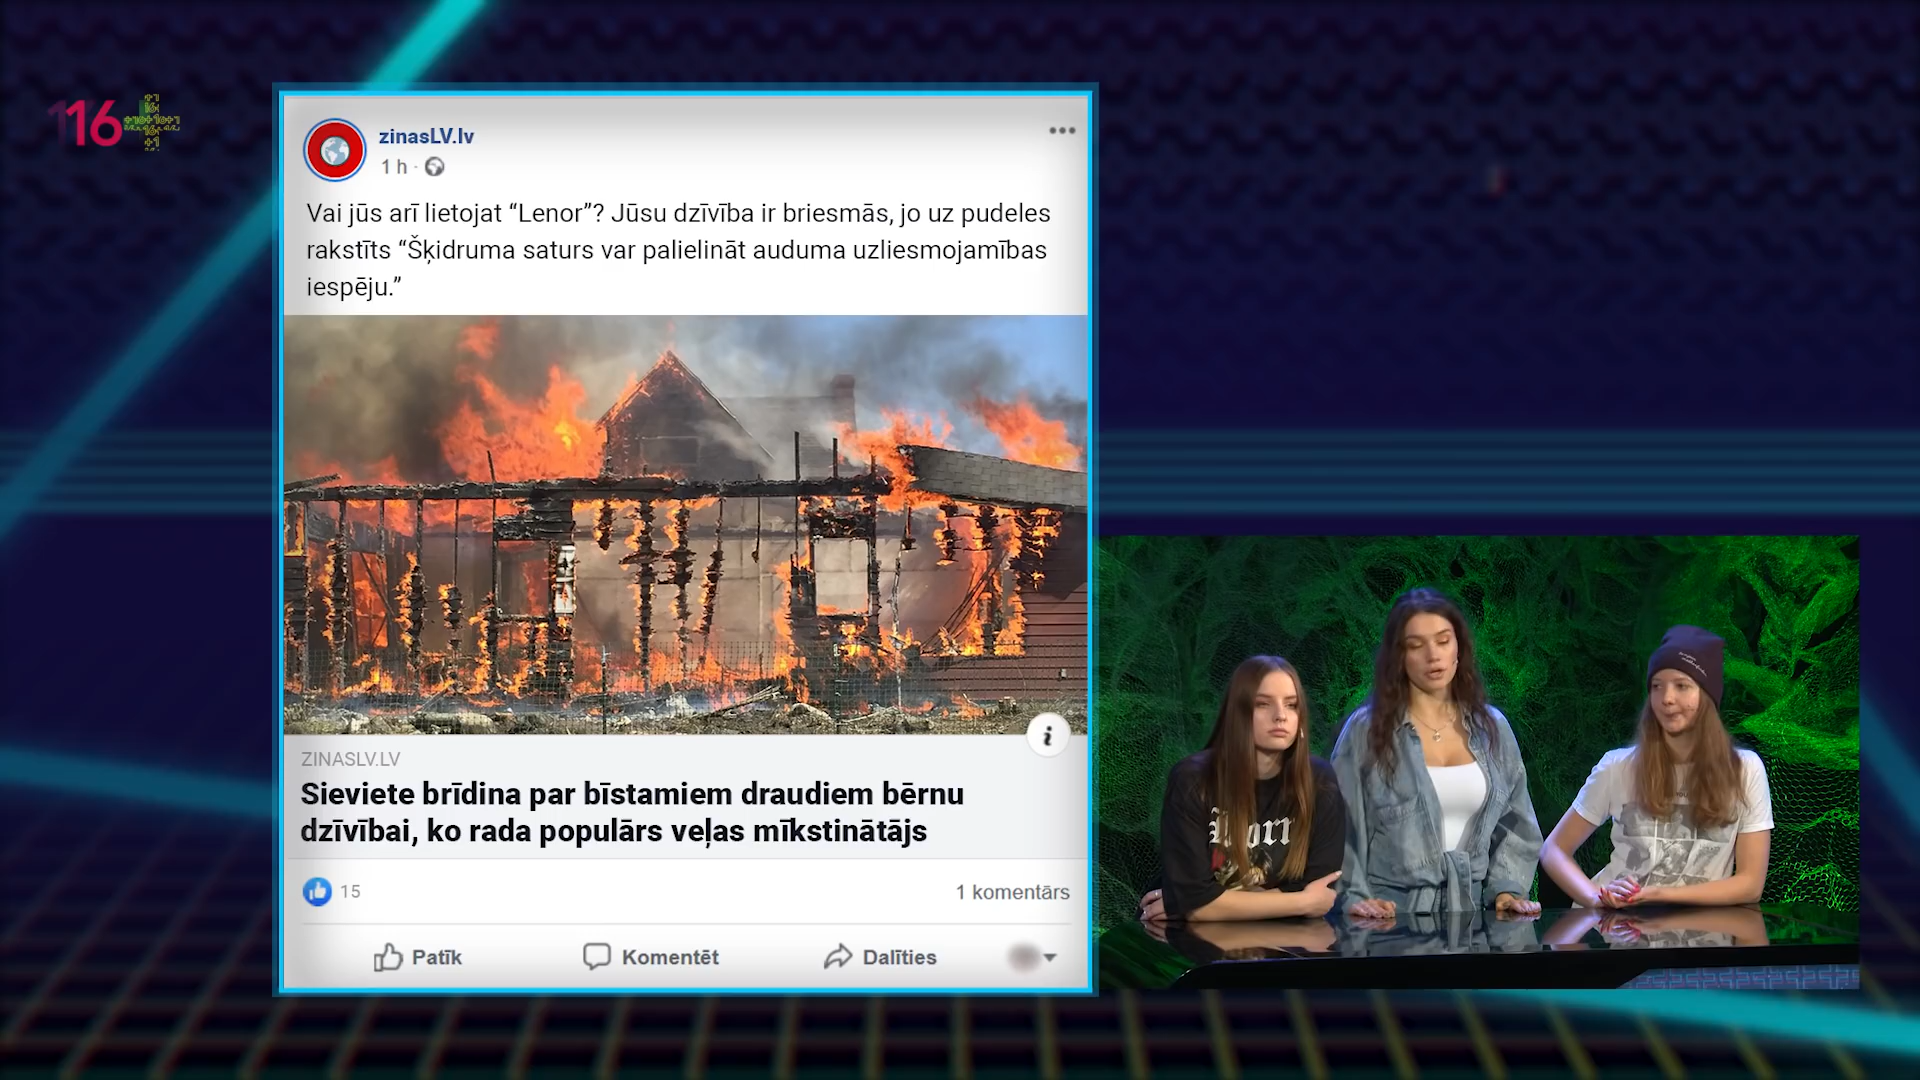 16+
zinasLV.lv
1 h ·
Vai jūs arī lietojat “Lenor”? Jūsu dzīvība ir briesmās, jo uz pudeles
rakstīts “Šķidruma saturs var palielināt auduma uzliesmojamības
iespēju.”
i
ZINASLV.LV
Sieviete brīdina par bīstamiem draudiem bērnu
dzīvībai, ko rada populārs veļas mīkstinātājs
15
1 komentārs
Patīk
Komentēt
Dalīties